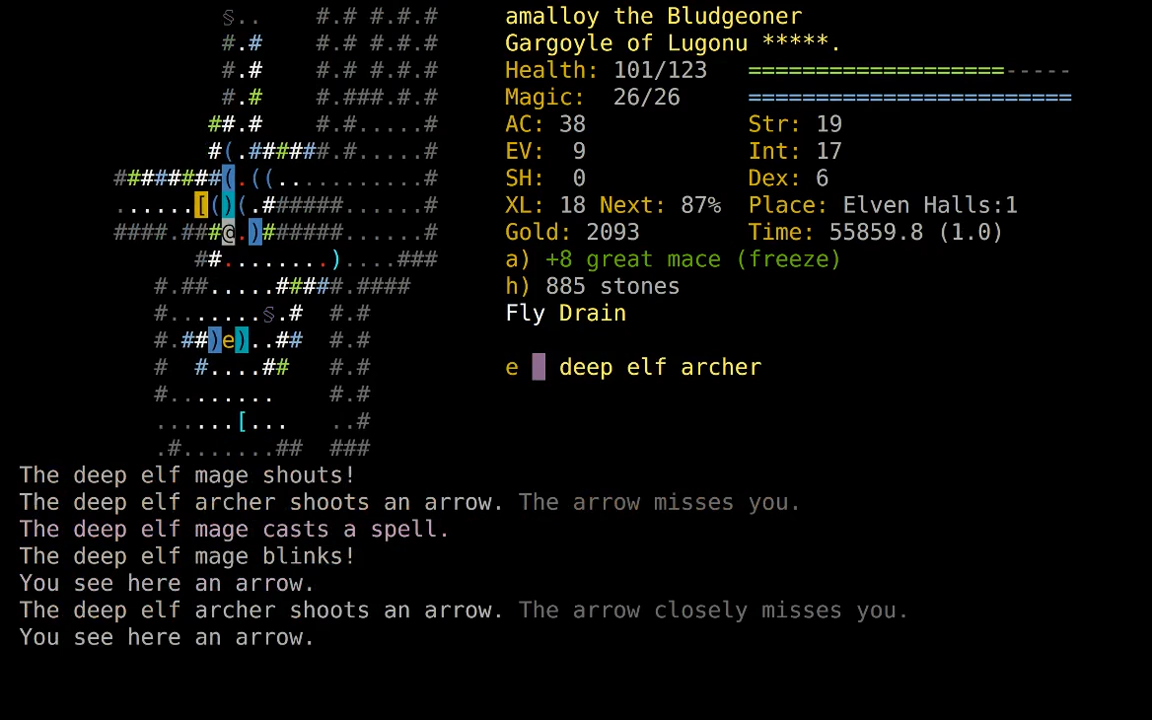 §..    #.# #.#.#    amalloy the Bludgeoner
#.#    #.# #.#.#    Gargoyle of Lugonu *****.
#.#    #.# #.#.#    Health: 101/123   ===================-----
#.#    #.###.#.#    Magic:  26/26     ========================
##.#    #.#.....#    AC: 38            Str: 19
#(.######.#.....#    EV:  9            Int: 17
########(.((..........#    SH:  0            Dex: 6
.....[()(.######......#    XL: 18 Next: 87%  Place: Elven Halls:1
####.###@.)######.....#    Gold: 2093        Time: 55859.8 (1.0)
##........)....###    a) +8 great mace (freeze)
#.##.....#####.####    h) 885 stones
#.......§.#  #.#    Fly Drain
#.###)e)..##  #.#
#  #....##   #.#    e   deep elf archer
#........    #.#
......[...   ..#
.#.......##  ###
The deep elf mage shouts!
The deep elf archer shoots an arrow. The arrow misses you.
The deep elf mage casts a spell.
The deep elf mage blinks!
You see here an arrow.
The deep elf archer shoots an arrow. The arrow closely misses you.
You see here an arrow.